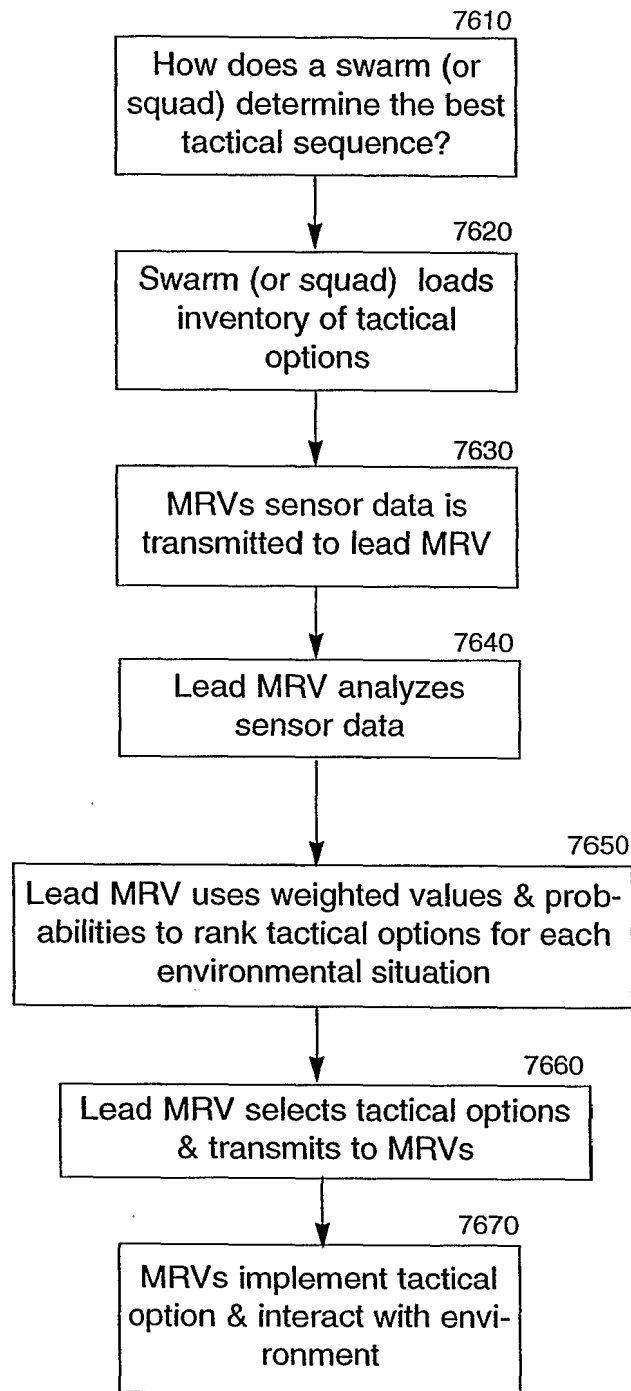 7610
How does a swarm (or
squad) determine the best
tactical sequence?
7620
Swarm (or squad) loads
inventory of tactical
options
7630
MRVs sensor data is
transmitted to lead MRV
7640
Lead MRV analyzes
sensor data
7650
Lead MRV uses weighted values & prob-
abilities to rank tactical options for each
environmental situation
7660
Lead MRV selects tactical options
& transmits to MRVs
7670
MRVs implement tactical
option & interact with envi-
ronment